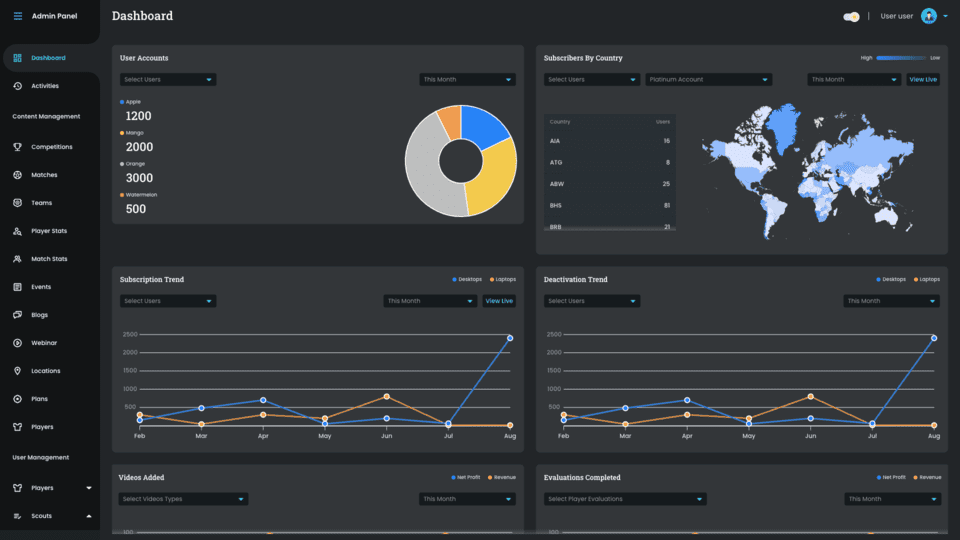 Admin Panel
Dashboard
User user
Dashboard
Activities
Content Management
Competitions
Matches
Teams
Player Stats
Match Stats
Events
Blogs
Webinar
Locations
Plans
Players
User Management
Players
Scouts
User Accounts
Select Users
This Month
Apple
1200
Mango
2000
Orange
3000
Watermelon
500
Subscribers By Country
High
Low
Select Users
Platinum Account
This Month
View Live
Country Users
AIA 16
ATG 8
ABW 25
BHS 81
BRB 21
Subscription Trend
Desktops Laptops
Select Users
This Month
View Live
2500
2000
1500
1000
500
Feb Mar Apr May Jun Jul Aug
Deactivation Trend
Desktops Laptops
Select Users
This Month
2500
2000
1500
1000
500
Feb Mar Apr May Jun Jul Aug
Videos Added
Net Profit Revenue
Select Videos Types
This Month
100
Evaluations Completed
Net Profit Revenue
Select Player Evaluations
This Month
100